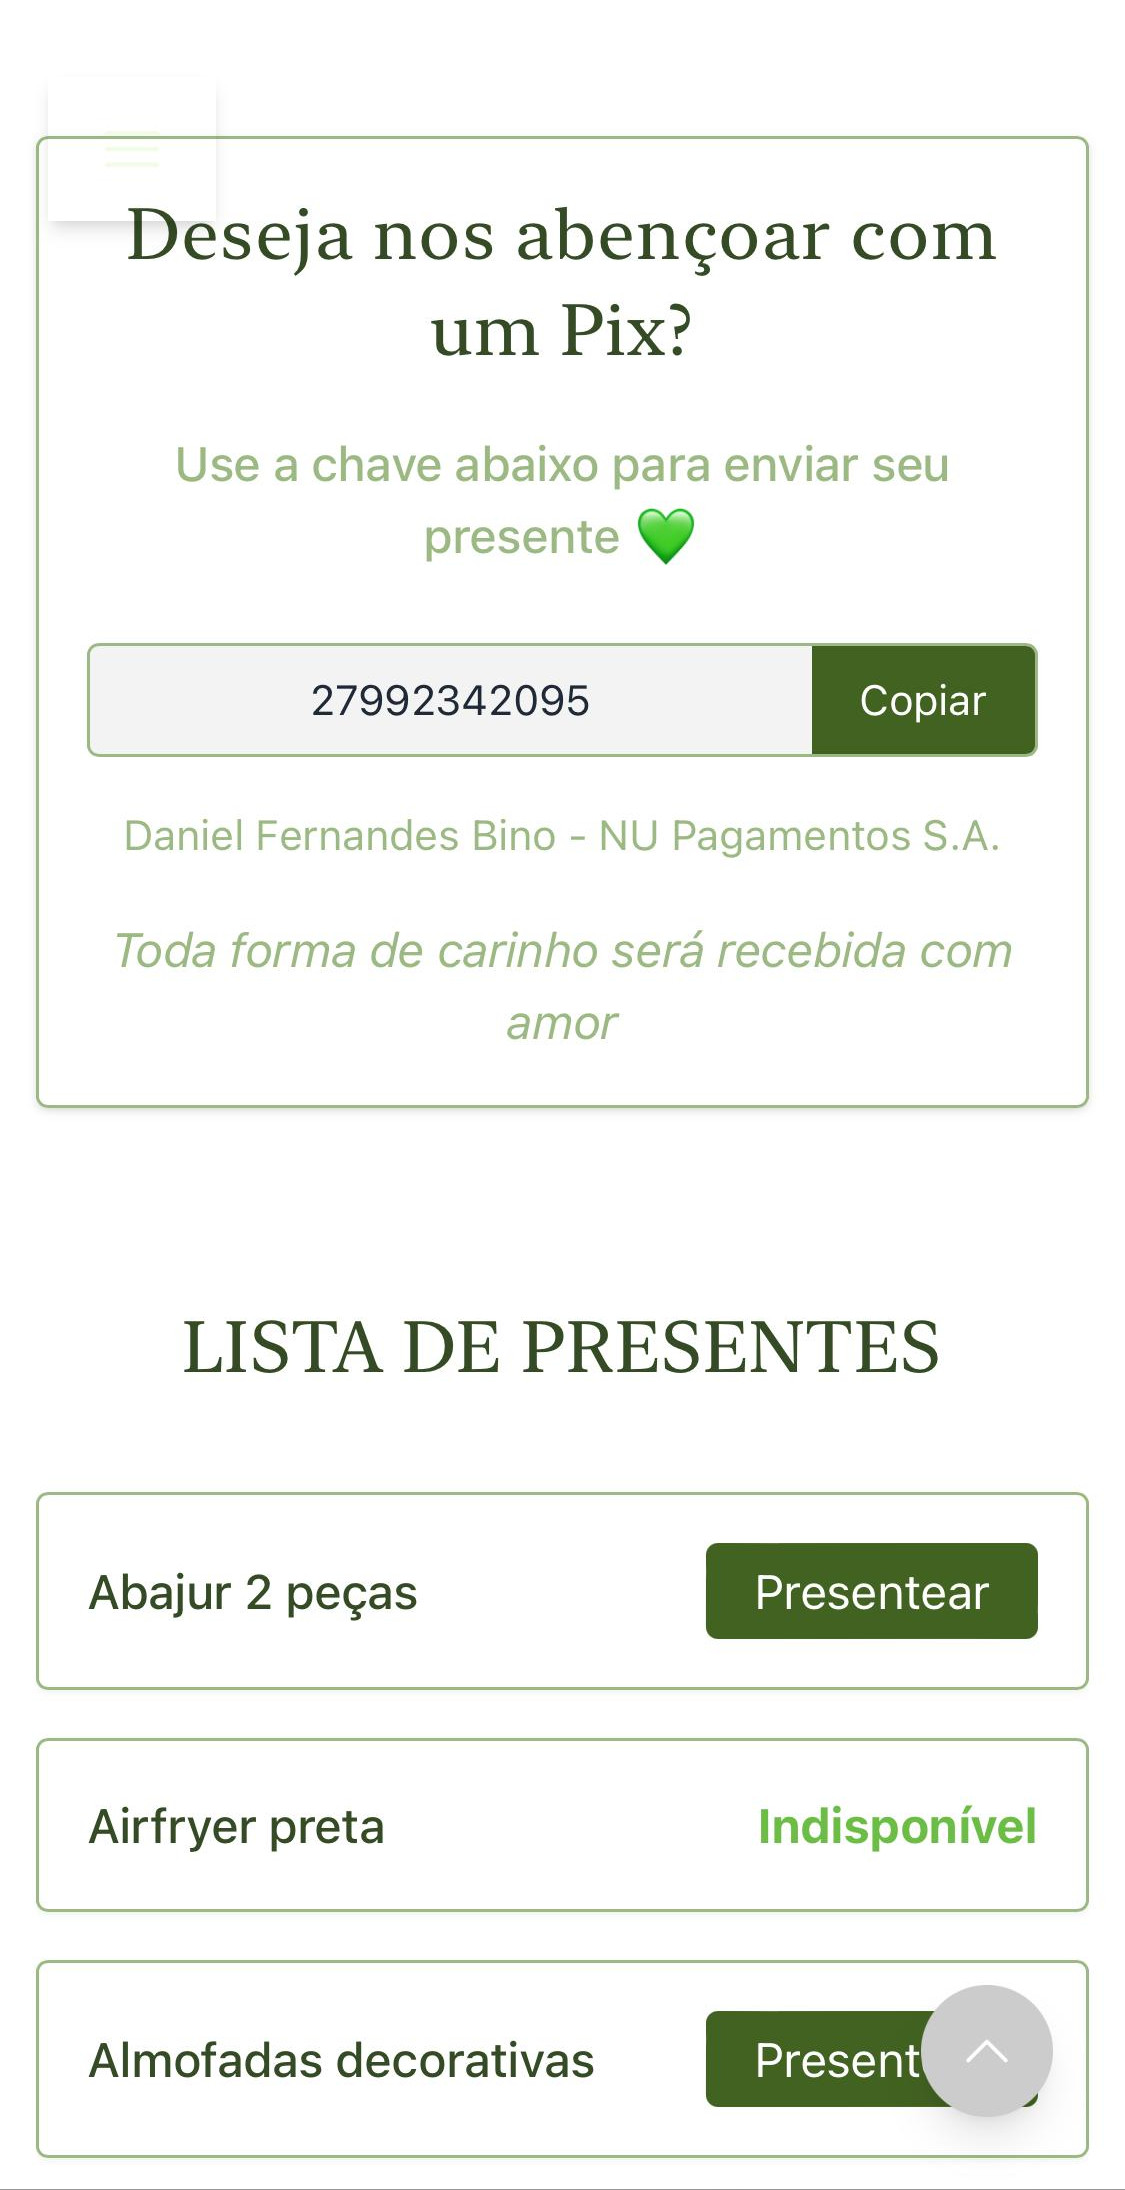 Deseja nos abençoar com
um Pix?
Use a chave abaixo para enviar seu
presente 💚
27992342095
Copiar
Daniel Fernandes Bino - NU Pagamentos S.A.
Toda forma de carinho será recebida com
amor
LISTA DE PRESENTES
Abajur 2 peças
Presentear
Airfryer preta
Indisponível
Almofadas decorativas
Present